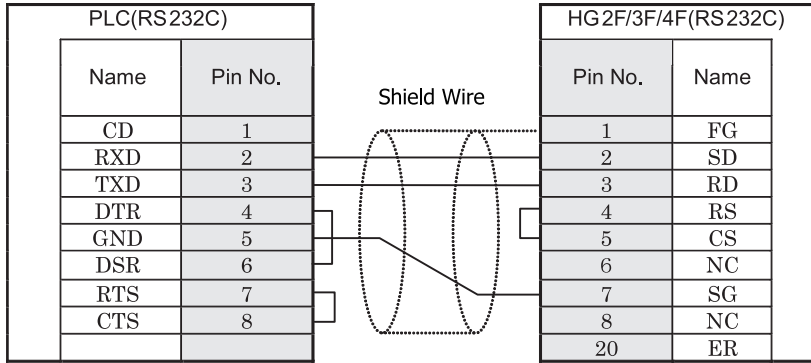 PLC(RS232C) HG2F/3F/4F(RS232C)
Name Pin No. Pin No. Name
Shield Wire
CD 1 1 FG
RXD 2 2 SD
TXD 3 3 RD
DTR 4 4 RS
GND 5 5 CS
DSR 6 6 NC
RTS 7 7 SG
CTS 8 8 NC
20 ER